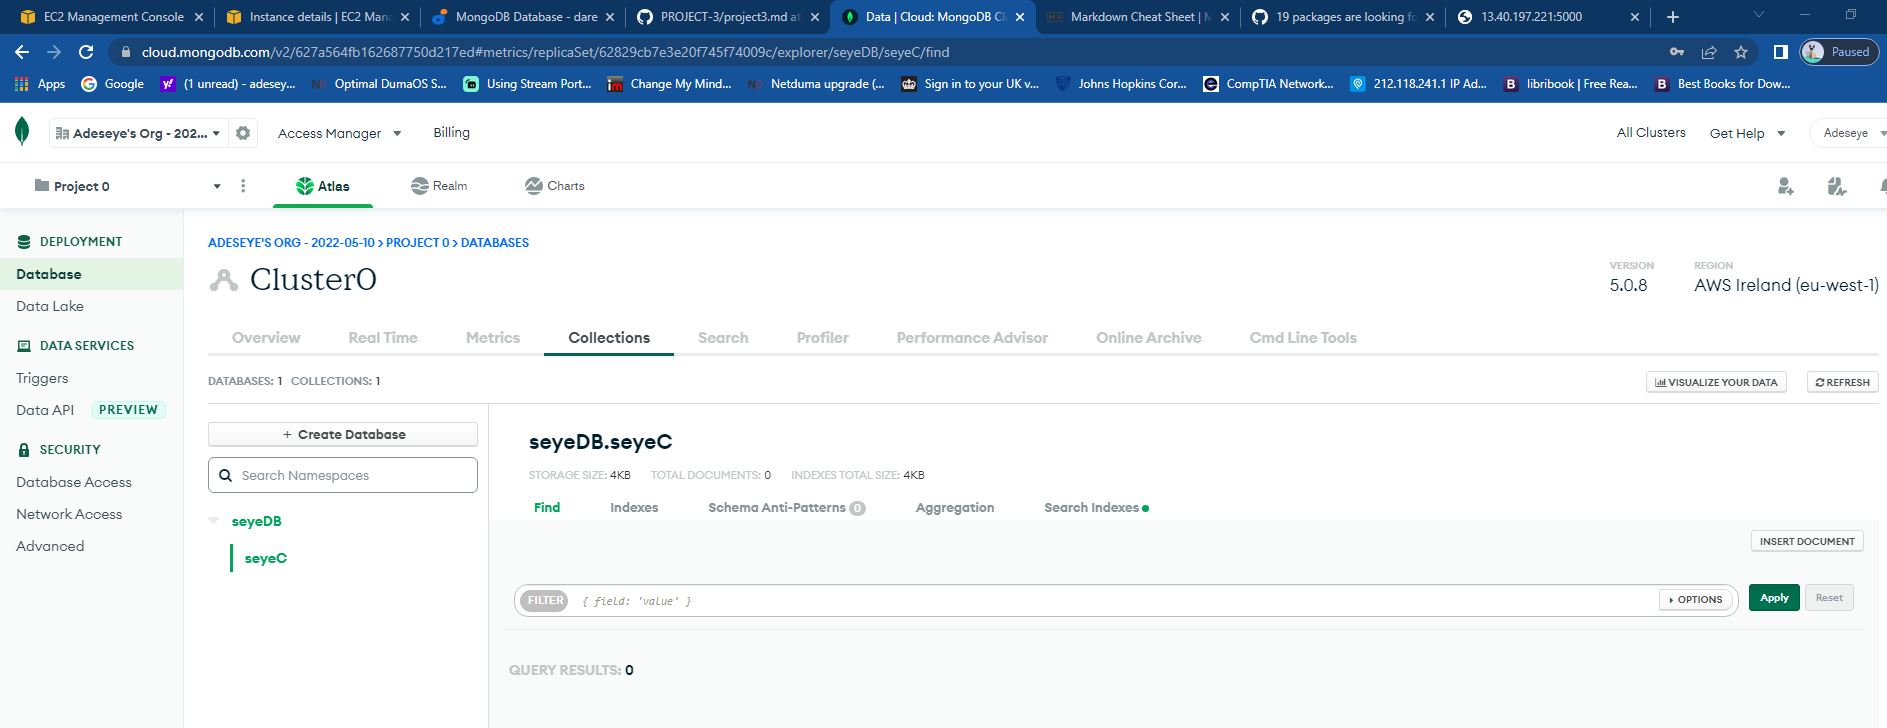 EC2 Management Console
Instance details | EC2 Mana
MongoDB Database - dare
PROJECT-3/project3.md at
Data | Cloud: MongoDB Cl
Markdown Cheat Sheet | M
19 packages are looking fo
13.40.197.221:5000
cloud.mongodb.com/v2/627a564fb162687750d217ed#metrics/replicaSet/62829cb7e3e20f745f74009c/explorer/seyeDB/seyeC/find
Paused
Apps
Google
(1 unread) - adesey...
Optimal DumaOS S...
Using Stream Port...
Change My Mind...
Netduma upgrade (...
Sign in to your UK v...
Johns Hopkins Cor...
CompTIA Network...
212.118.241.1 IP Ad...
libribook | Free Rea...
Best Books for Dow...
Adeseye's Org - 202...
Access Manager
Billing
All Clusters
Get Help
Adeseye
Project 0
Atlas
Realm
Charts
DEPLOYMENT
Database
Data Lake
DATA SERVICES
Triggers
Data API PREVIEW
SECURITY
Database Access
Network Access
Advanced
ADESEYE'S ORG - 2022-05-10 > PROJECT 0 > DATABASES
Cluster0
VERSION
5.0.8
REGION
AWS Ireland (eu-west-1)
Overview
Real Time
Metrics
Collections
Search
Profiler
Performance Advisor
Online Archive
Cmd Line Tools
DATABASES: 1 COLLECTIONS: 1
VISUALIZE YOUR DATA
REFRESH
+ Create Database
Search Namespaces
seyeDB
seyeC
seyeDB.seyeC
STORAGE SIZE: 4KB TOTAL DOCUMENTS: 0 INDEXES TOTAL SIZE: 4KB
Find
Indexes
Schema Anti-Patterns 0
Aggregation
Search Indexes
INSERT DOCUMENT
FILTER { field: 'value' }
OPTIONS
Apply
Reset
QUERY RESULTS: 0